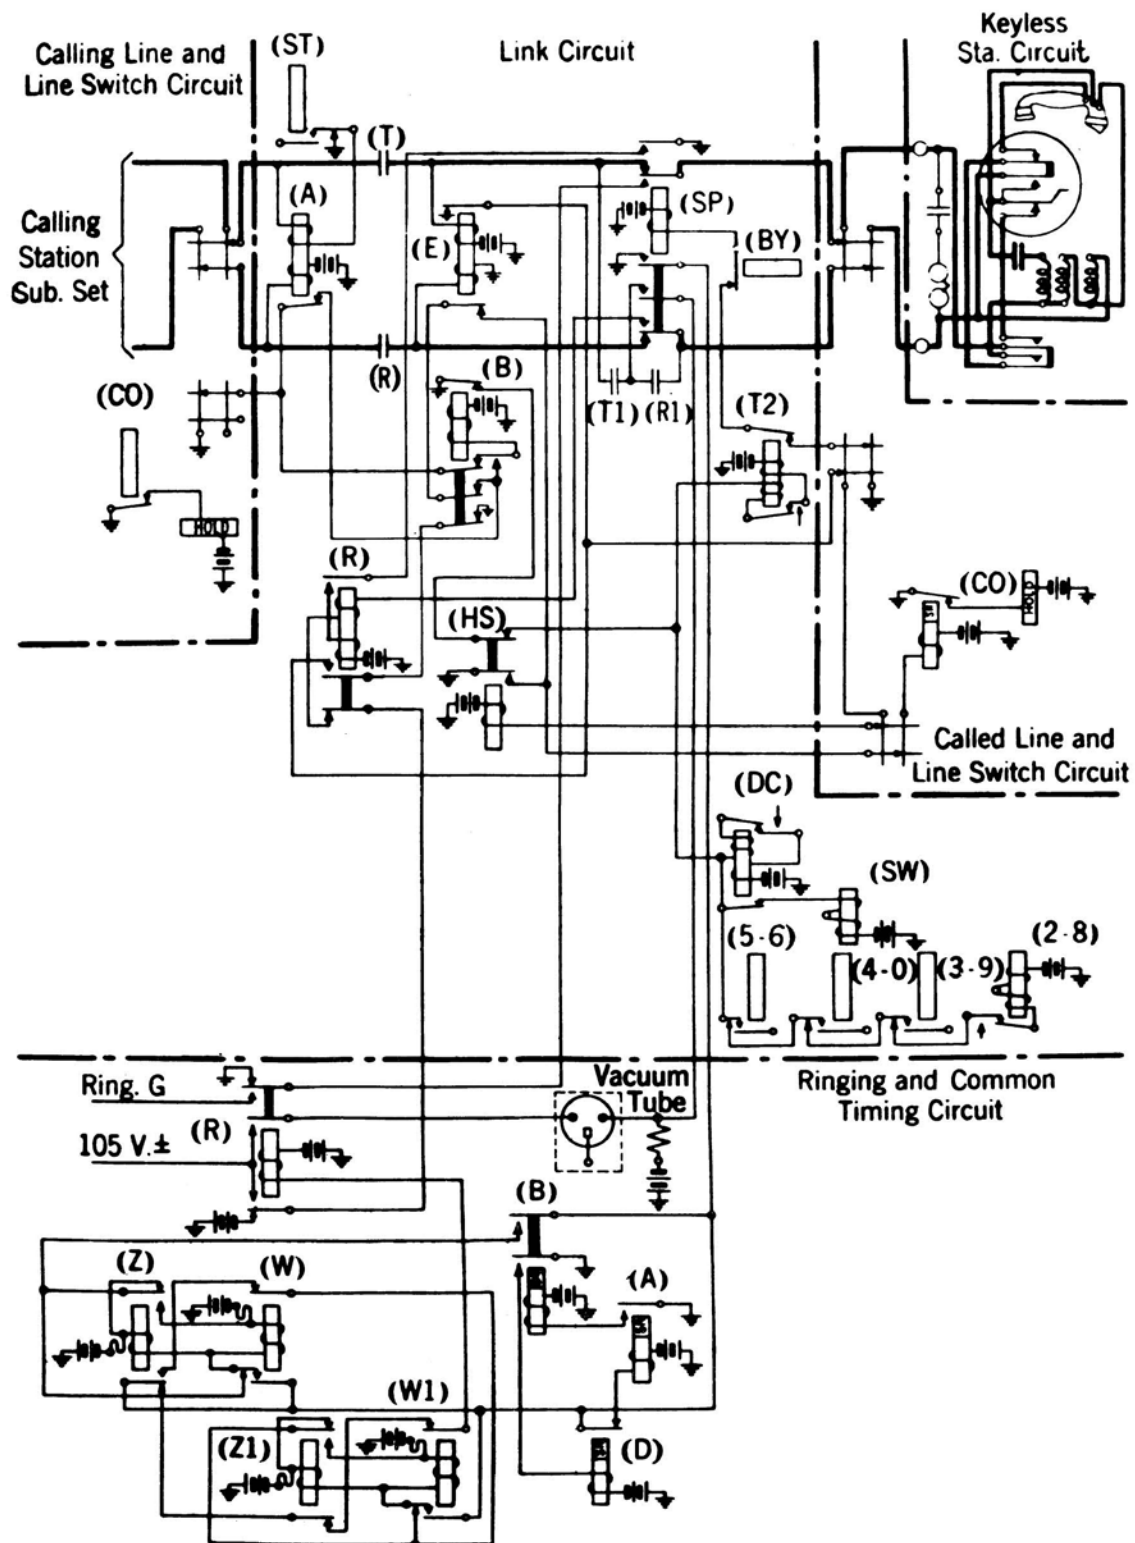 Calling Line and
Line Switch Circuit
(ST)
Link Circuit
Keyless
Sta. Circuit
(T)
(A)
(E)
(SP)
(BY)
Calling
Station
Sub. Set
(R)
(B)
(T1) (R1)
(T2)
(CO)
HOLD
(R)
(HS)
(CO)
HOLD
SR
Called Line and
Line Switch Circuit
(DC)
(SW)
(5-6)
(4-0)
(3-9)
(2-8)
Ring. G
Vacuum
Tube
Ringing and Common
Timing Circuit
(R)
105 V.±
(B)
(Z)
(W)
(A)
(W1)
(Z1)
(D)